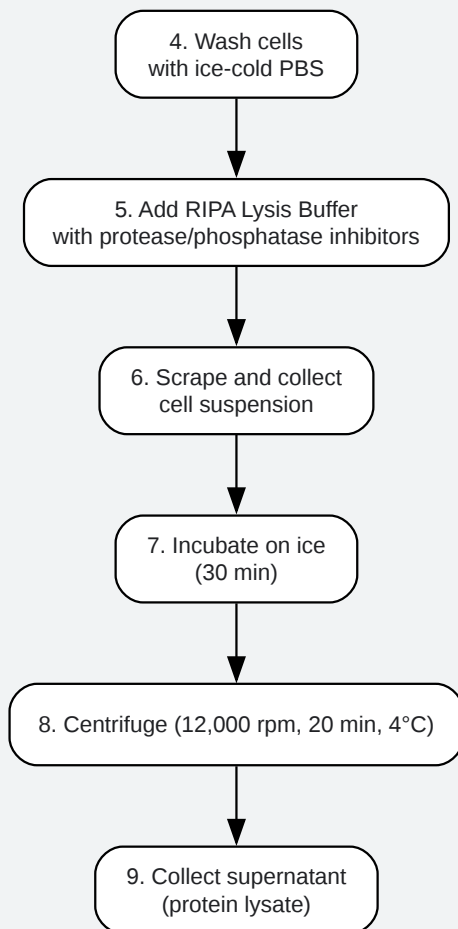 4. Wash cells
with ice-cold PBS
5. Add RIPA Lysis Buffer
with protease/phosphatase inhibitors
6. Scrape and collect
cell suspension
7. Incubate on ice
(30 min)
8. Centrifuge (12,000 rpm, 20 min, 4°C)
9. Collect supernatant
(protein lysate)